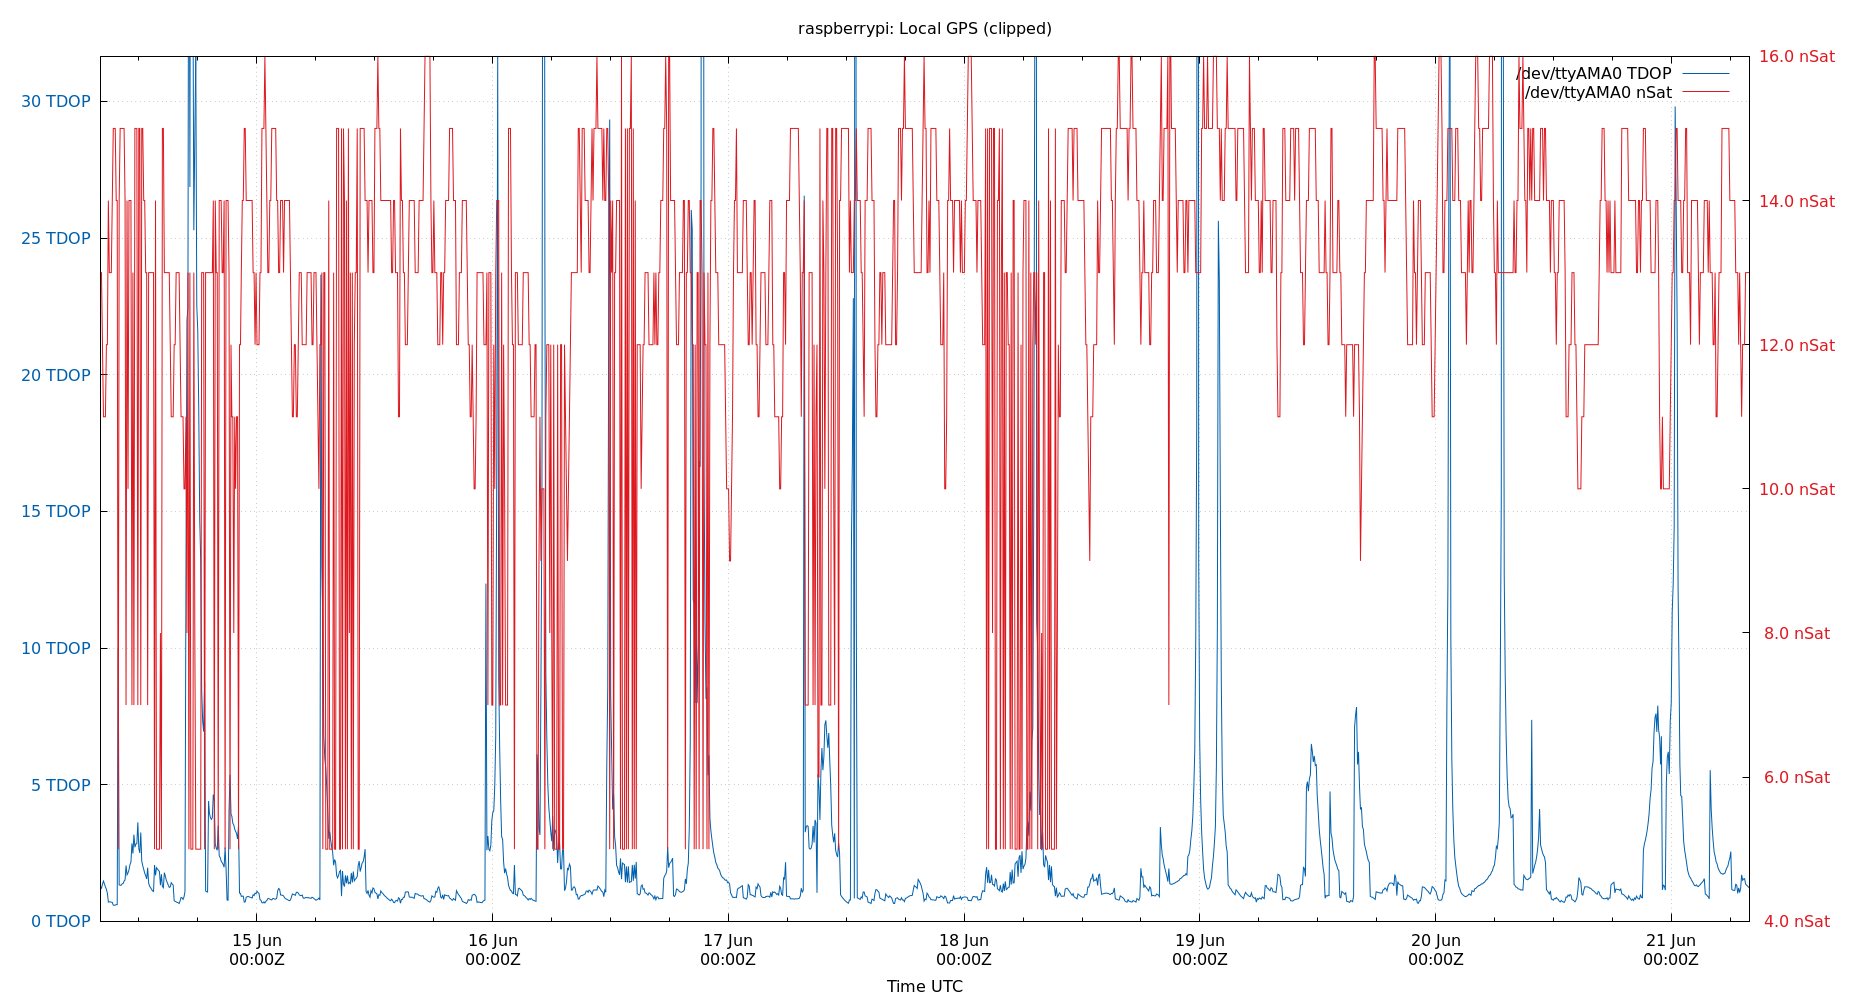 raspberrypi: Local GPS (clipped)
16.0 nSat
/dev/ttyAMA0 TDOP
/dev/ttyAMA0 nSat
30 TDOP
25 TDOP
14.0 nSat
20 TDOP
12.0 nSat
15 TDOP
10.0 nSat
10 TDOP
8.0 nSat
5 TDOP
6.0 nSat
0 TDOP
4.0 nSat
15 Jun
00:00Z
16 Jun
00:00Z
17 Jun
00:00Z
18 Jun
00:00Z
19 Jun
00:00Z
20 Jun
00:00Z
21 Jun
00:00Z
Time UTC